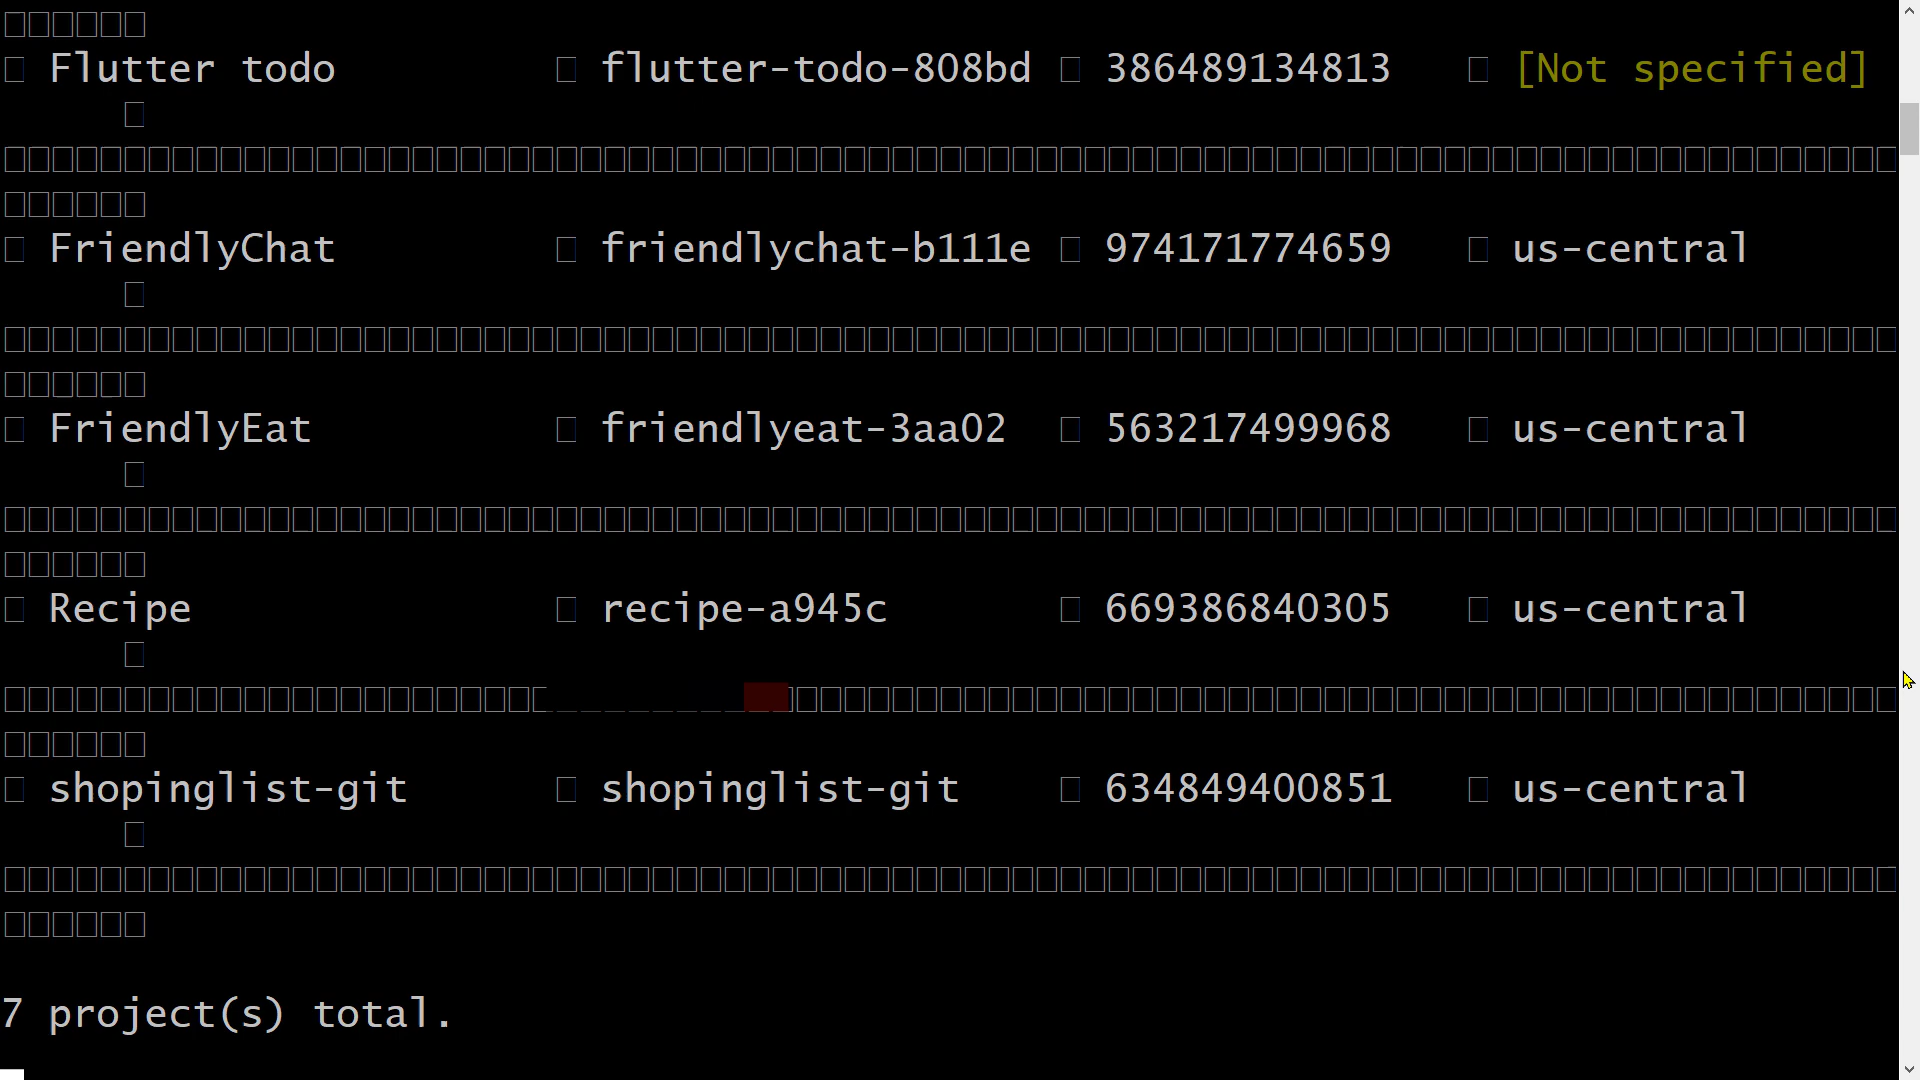 Flutter todo flutter-todo-808bd 386489134813 [Not specified]
FriendlyChat friendlychat-b111e 974171774659 us-central
FriendlyEat friendlyeat-3aa02 563217499968 us-central
Recipe recipe-a945c 669386840305 us-central
shopinglist-git shopinglist-git 634849400851 us-central
7 project(s) total.